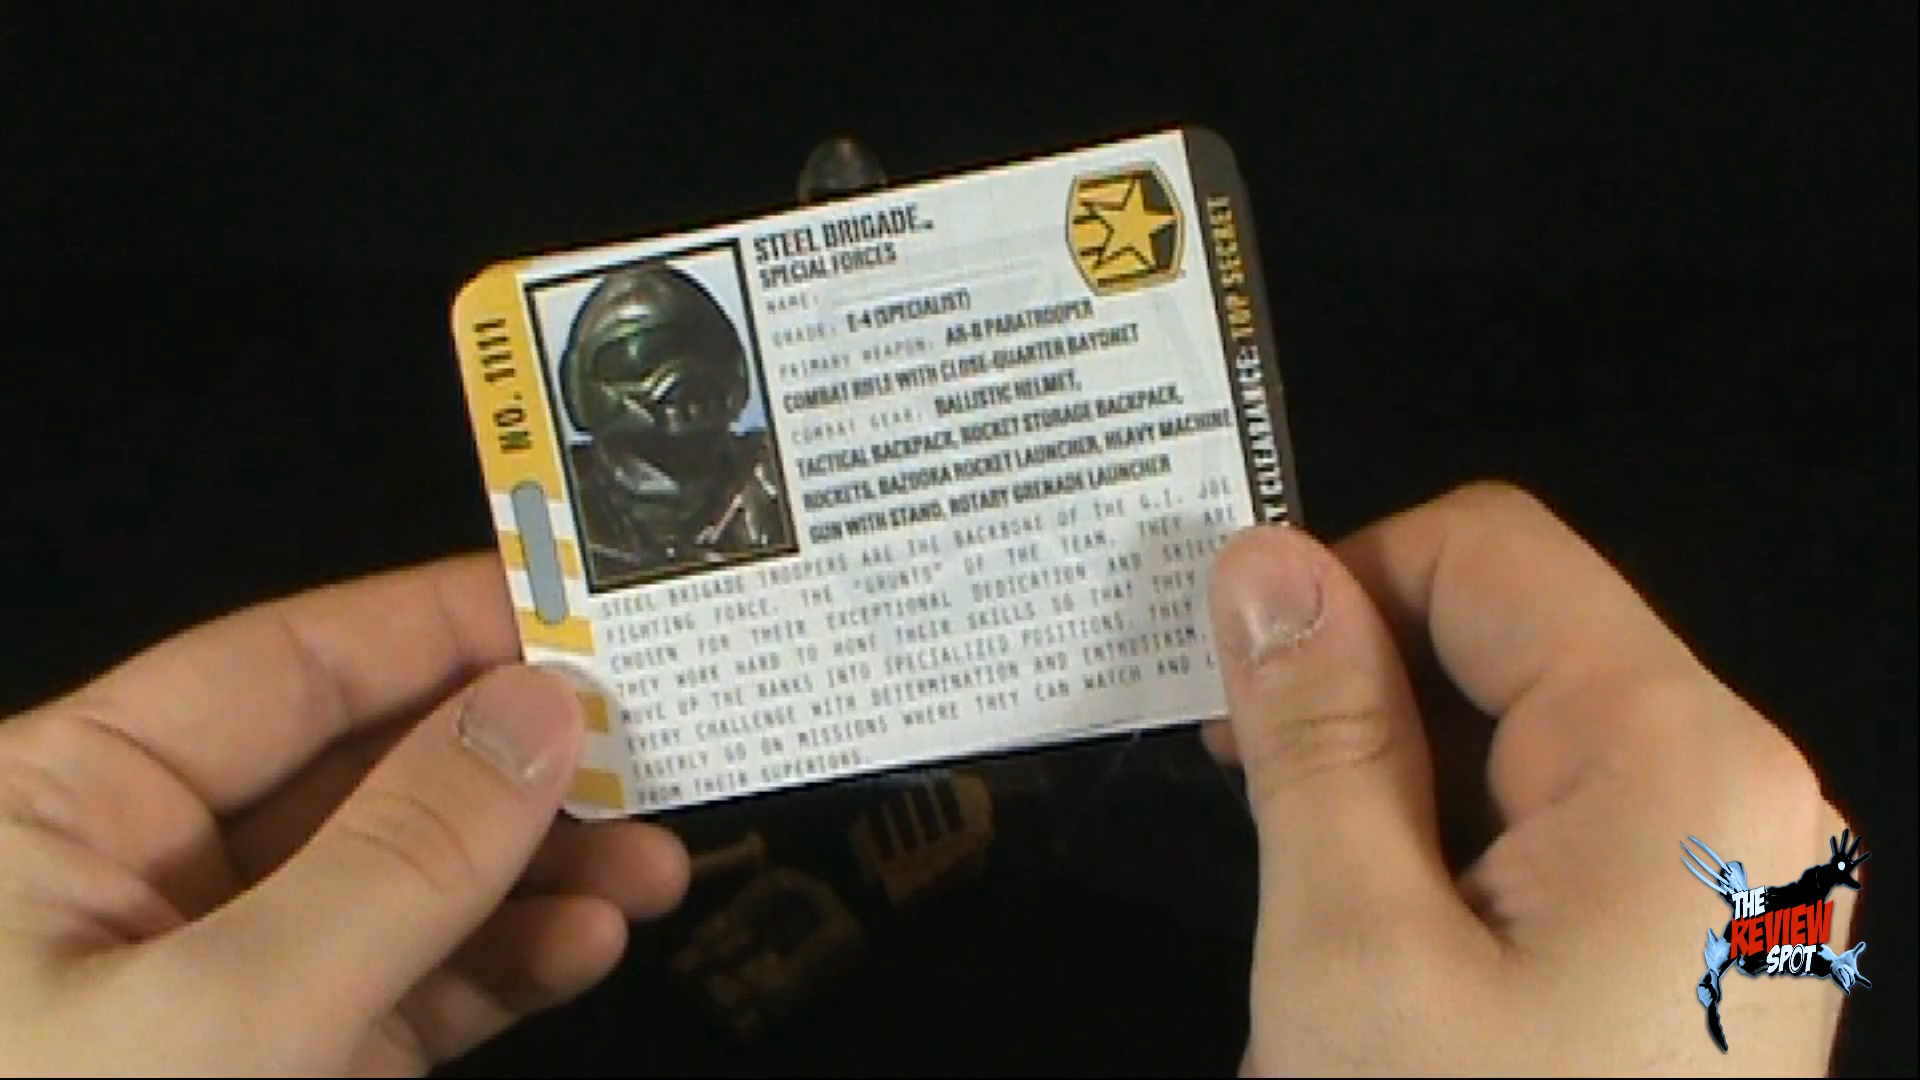 NO. 1111
STEEL BRIGADE™
SPECIAL FORCES
NAME:
GRADE: E-4 (SPECIALIST)
PRIMARY WEAPON: AR-8 PARATROOPER
COMBAT RIFLE WITH CLOSE-QUARTER BAYONET
COMBAT GEAR: BALLISTIC HELMET,
TACTICAL BACKPACK, ROCKET STORAGE BACKPACK,
ROCKETS, BAZOOKA ROCKET LAUNCHER, HEAVY MACHINE
GUN WITH STAND, ROTARY GRENADE LAUNCHER
STEEL BRIGADE TROOPERS ARE THE BACKBONE OF THE G.I. JOE
FIGHTING FORCE, THE "GRUNTS" OF THE TEAM. THEY ARE
CHOSEN FOR THEIR EXCEPTIONAL DEDICATION AND
THEY WORK HARD TO HONE THEIR SKILLS SO THAT THEY
MOVE UP THE RANKS INTO SPECIALIZED POSITIONS. THEY
EVERY CHALLENGE WITH DETERMINATION AND ENTHUSIASM,
EAGERLY GO ON MISSIONS WHERE THEY CAN WATCH AND
FROM THEIR SUPERIORS.
THE
REVIEW
SPOT